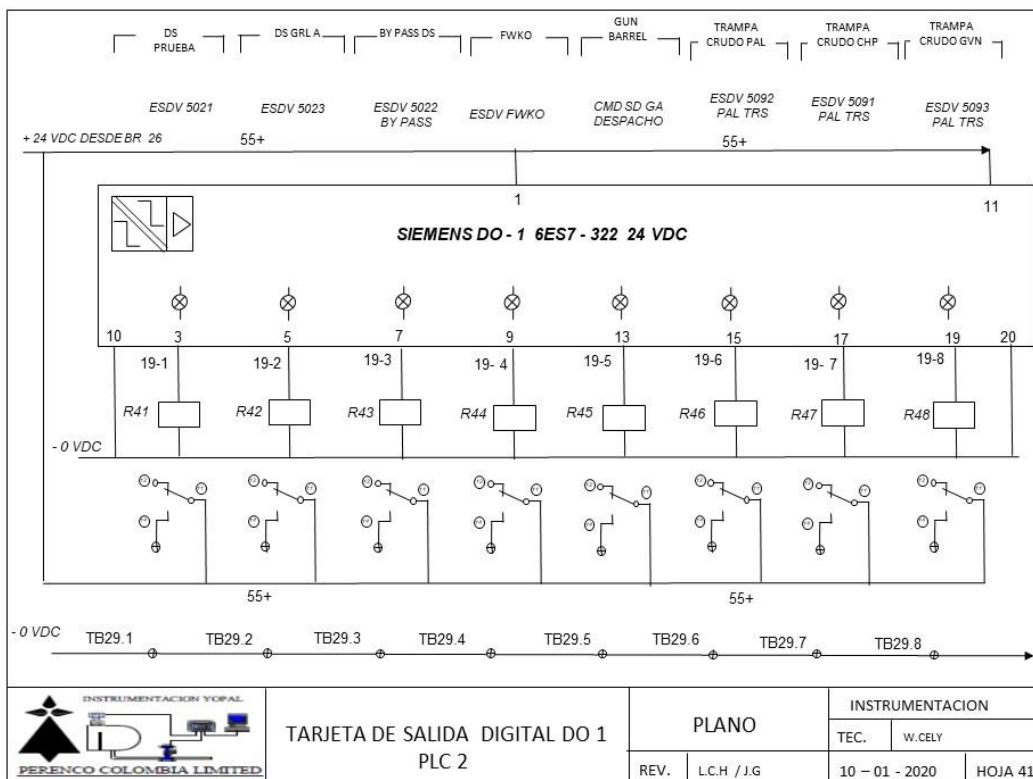 DS PRUEBA
DS GRL A
BY PASS DS
FWKO
GUN BARREL
TRAMPA CRUDO PAL
TRAMPA CRUDO CHP
TRAMPA CRUDO GVN
ESDV 5021
ESDV 5023
ESDV 5022 BY PASS
ESDV FWKO
CMD SD GA DESPACHO
ESDV 5092 PAL TRS
ESDV 5091 PAL TRS
ESDV 5093 PAL TRS
+ 24 VDC DESDE BR 26
55+
55+
1
11
SIEMENS DO - 1 6ES7 - 322 24 VDC
10 3 5 7 9 13 15 17 19 20
19-1 19-2 19-3 19- 4 19-5 19-6 19- 7 19-8
R41 R42 R43 R44 R45 R46 R47 R48
- 0 VDC
55+
55+
- 0 VDC
TB29.1 TB29.2 TB29.3 TB29.4 TB29.5 TB29.6 TB29.7 TB29.8
INSTRUMENTACION YOPAL
PERENCO COLOMBIA LIMITED
TARJETA DE SALIDA DIGITAL DO 1
PLC 2
PLANO
REV. L.C.H / J.G
INSTRUMENTACION
TEC. W.CELY
10 – 01 - 2020 HOJA 41